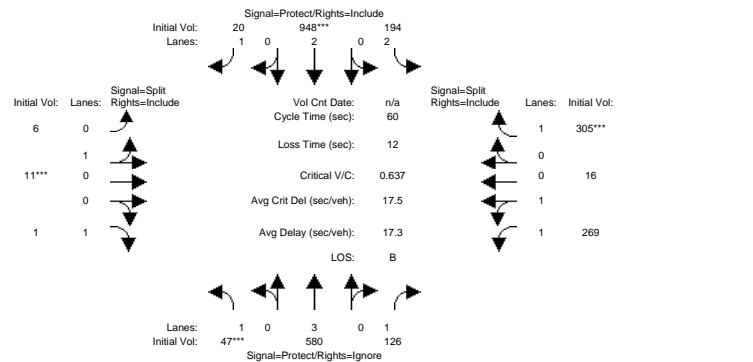 Signal=Protect/Rights=Include
Initial Vol: 20 948*** 194
Lanes: 1 0 2 0 2
Signal=Split
Rights=Include
Initial Vol: Lanes:
Vol Cnt Date: n/a
Cycle Time (sec): 60
Signal=Split
Rights=Include
Lanes: Initial Vol:
6 0
1 305***
Loss Time (sec): 12
1
0
11*** 0
Critical V/C: 0.637
0 16
0
Avg Crit Del (sec/veh): 17.5
1
1 1
Avg Delay (sec/veh): 17.3
1 269
LOS: B
Lanes: 1 0 3 0 1
Initial Vol: 47*** 580 126
Signal=Protect/Rights=Ignore